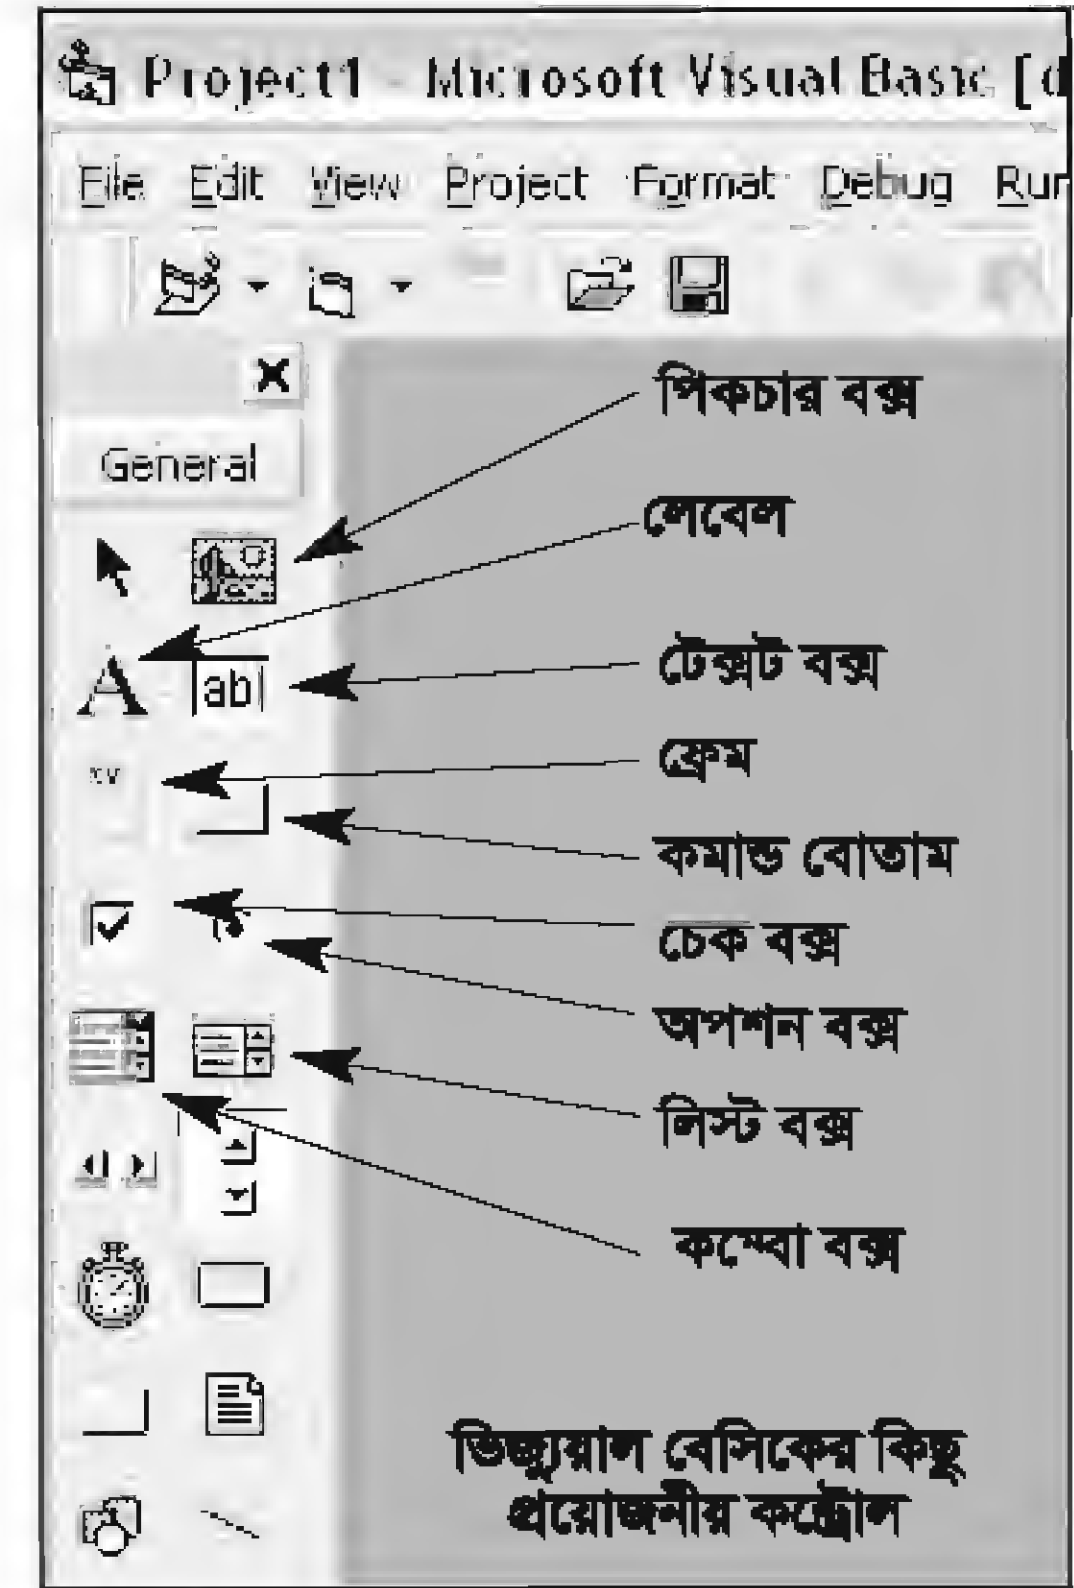 Project1 - Microsoft Visual Basic [d
File Edit View Project Format Debug Run
পিকচার বক্স
General
লেবেল
A
টেক্সট বক্স
ab|
ফ্রেম
xy
কমান্ড বোতাম
চেক বক্স
অপশন বক্স
লিস্ট বক্স
কম্বো বক্স
ভিজ্যুয়াল বেসিকের কিছু
প্রয়োজনীয় কন্ট্রোল